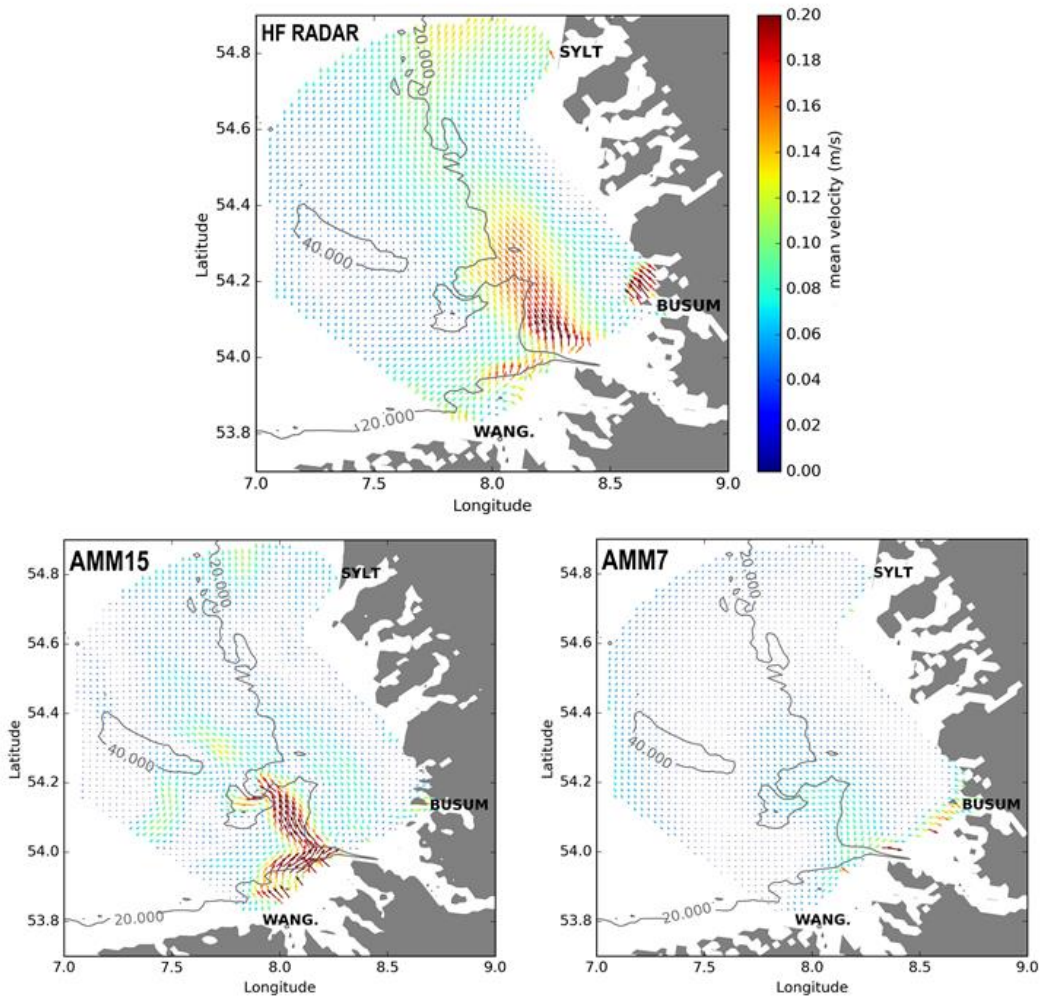 HF RADAR
20.000
40.000
20.000
SYLT
BUSUM
WANG.
54.8
54.6
54.4
54.2
54.0
53.8
Latitude
7.0 7.5 8.0 8.5 9.0
Longitude
0.20
0.18
0.16
0.14
0.12
0.10
0.08
0.06
0.04
0.02
0.00
mean velocity (m/s)
AMM15
20.000
40.000
20.000
SYLT
BUSUM
WANG.
54.8
54.6
54.4
54.2
54.0
53.8
Latitude
7.0 7.5 8.0 8.5 9.0
Longitude
AMM7
20.000
40.000
20.000
SYLT
BUSUM
WANG.
54.8
54.6
54.4
54.2
54.0
53.8
Latitude
7.0 7.5 8.0 8.5 9.0
Longitude